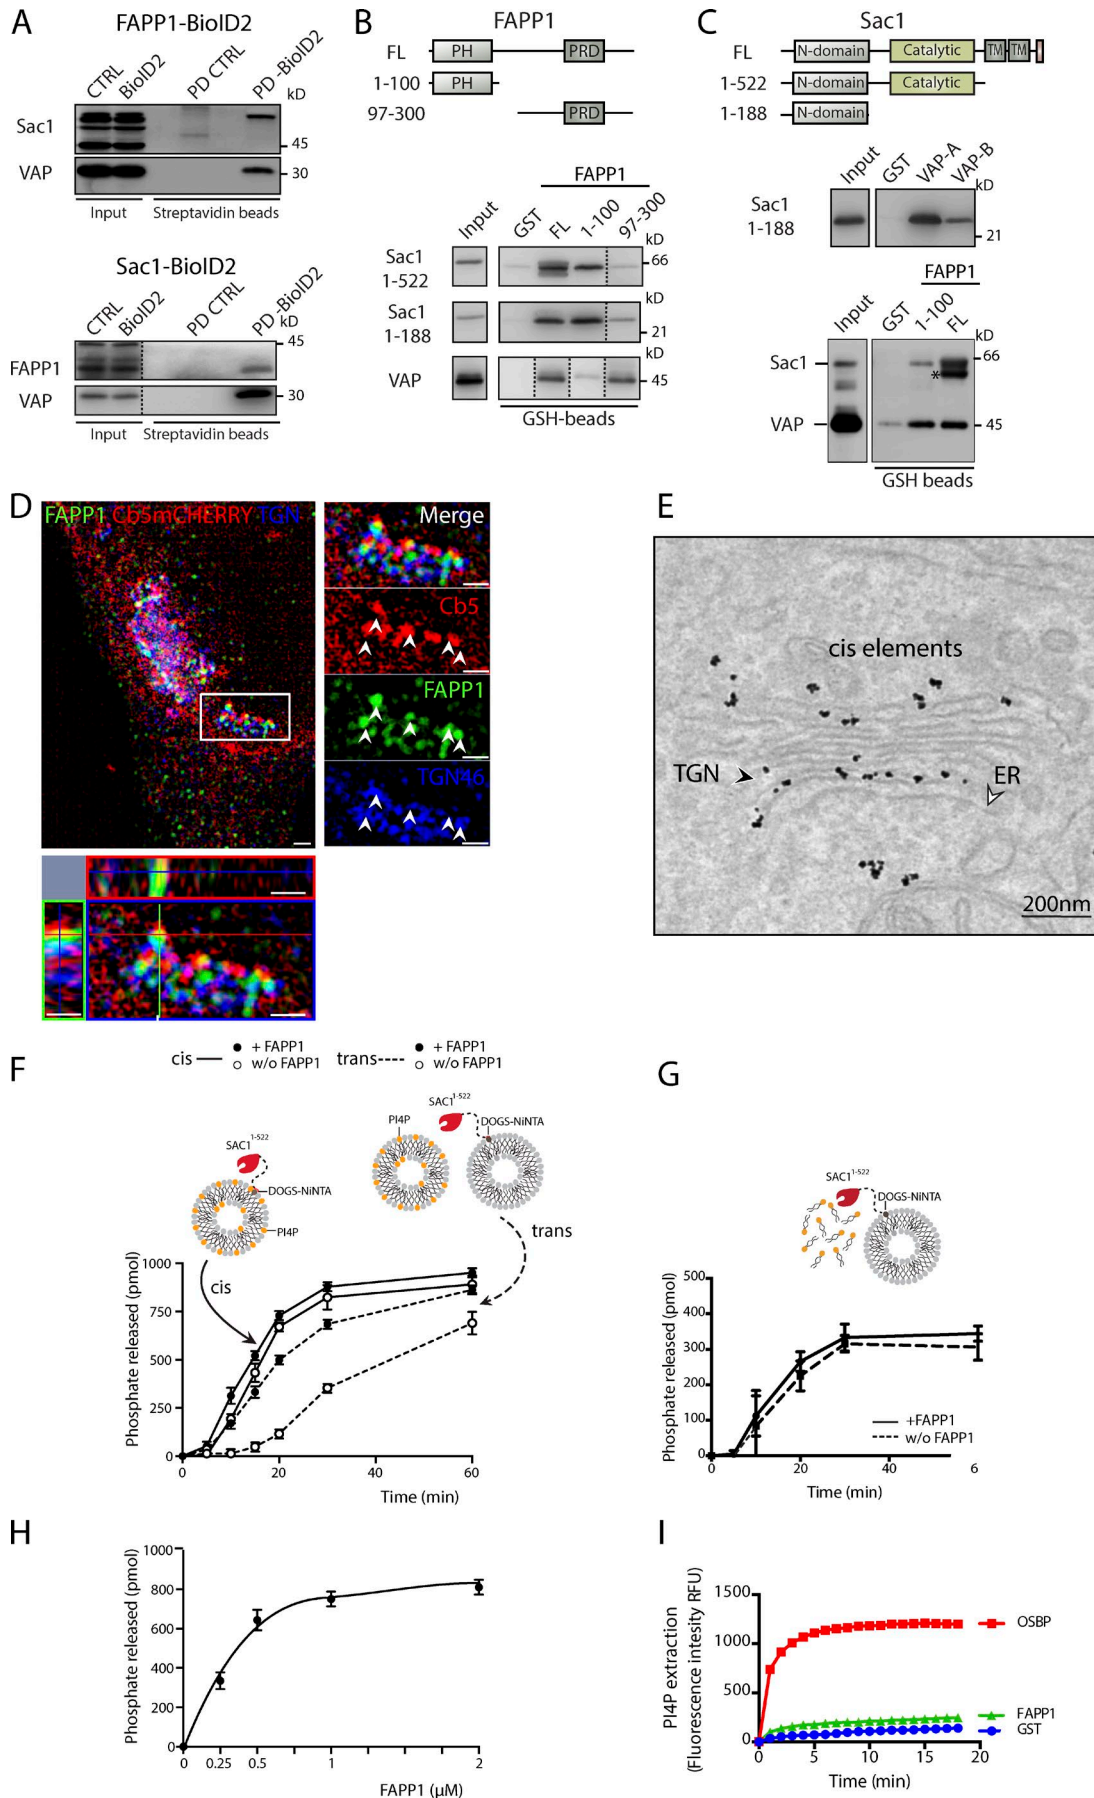 A
FAPP1-BioID2
CTRL
BioID2
PD CTRL
PD -BioID2
kD
Sac1
45
VAP
30
Input
Streptavidin beads
Sac1-BioID2
CTRL
BioID2
PD CTRL
PD -BioID2
kD
45
FAPP1
VAP
30
Input
Streptavidin beads
B
FAPP1
FL
PH
PRD
1-100
PH
97-300
PRD
FAPP1
Input
GST
FL
1-100
97-300
kD
Sac1
1-522
66
kD
Sac1
1-188
21
kD
VAP
45
GSH-beads
C
Sac1
FL
N-domain
Catalytic
TM
TM
1-522
N-domain
Catalytic
1-188
N-domain
Input
GST
VAP-A
VAP-B
kD
Sac1
1-188
21
FAPP1
Input
GST
1-100
FL
kD
Sac1
66
*
VAP
45
GSH beads
D
FAPP1 Cb5mCHERRY TGN
Merge
Cb5
FAPP1
TGN46
E
cis elements
TGN
ER
200nm
F
cis
+ FAPP1
w/o FAPP1
trans
+ FAPP1
w/o FAPP1
SAC1 1-522
DOGS-NiNTA
PI4P
PI4P
SAC1 1-522
DOGS-NiNTA
cis
trans
Phosphate released (pmol)
1000
750
500
250
0
0
20
40
60
Time (min)
G
SAC1 1-522
DOGS-NiNTA
Phosphate released (pmol)
500
400
300
200
100
0
0
20
40
6
+FAPP1
w/o FAPP1
Time (min)
H
Phosphate released (pmol)
1000
800
600
400
200
0
0
0.25
0.5
1
2
FAPP1 (µM)
I
PI4P extraction
(Fluorescence intesity RFU)
1500
1000
500
0
0
5
10
15
20
Time (min)
OSBP
FAPP1
GST